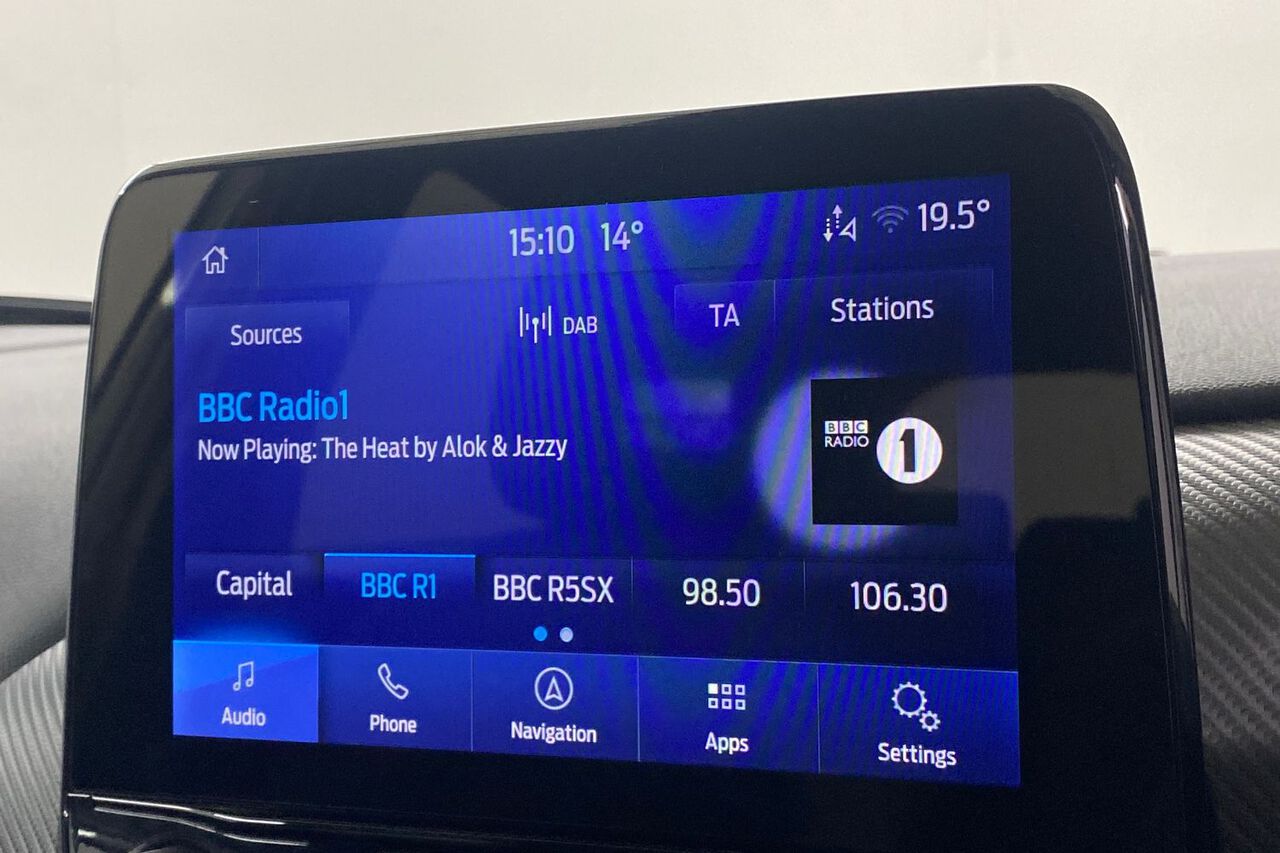 15:10 14° 19.5°
Sources DAB TA Stations
BBC Radio1
Now Playing: The Heat by Alok & Jazzy
BBC
RADIO 1
Capital BBC R1 BBC R5SX 98.50 106.30
Audio Phone Navigation Apps Settings